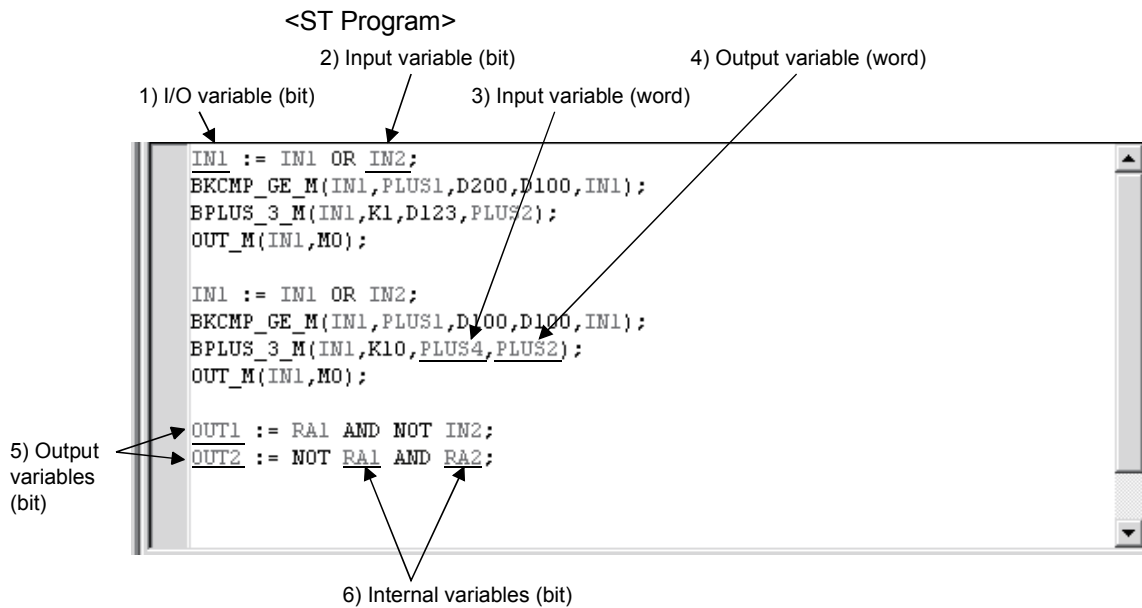 <ST Program>
2) Input variable (bit)
4) Output variable (word)
1) I/O variable (bit)
3) Input variable (word)
IN1 := IN1 OR IN2;
BKCMP_GE_M(IN1,PLUS1,D200,D100,IN1);
BPLUS_3_M(IN1,K1,D123,PLUS2);
OUT_M(IN1,M0);
IN1 := IN1 OR IN2;
BKCMP_GE_M(IN1,PLUS1,D100,D100,IN1);
BPLUS_3_M(IN1,K10,PLUS4,PLUS2);
OUT_M(IN1,M0);
OUT1 := RA1 AND NOT IN2;
OUT2 := NOT RA1 AND RA2;
5) Output
variables
(bit)
6) Internal variables (bit)